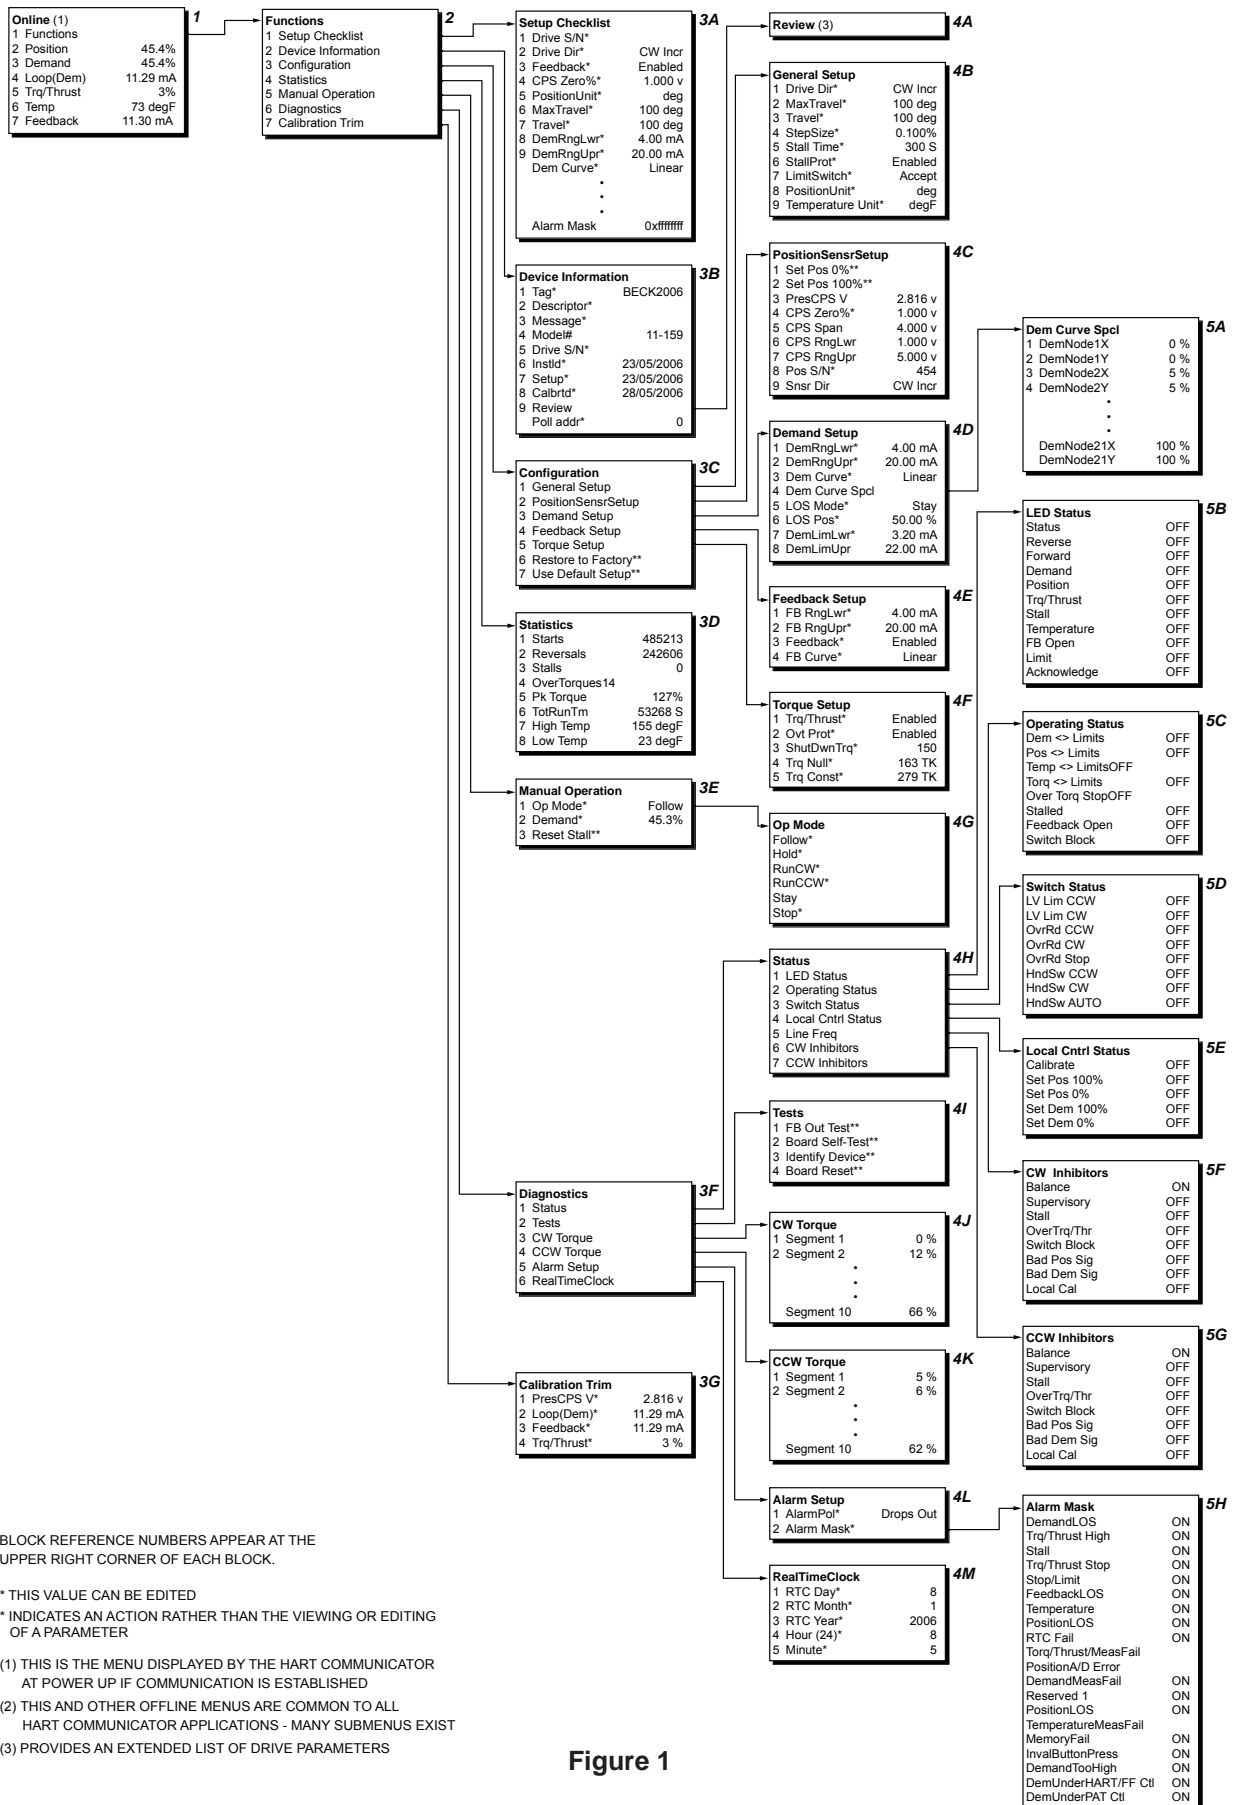 Online (1) 1
1 Functions
2 Position 45.4%
3 Demand 45.4%
4 Loop(Dem) 11.29 mA
5 Trq/Thrust 3%
6 Temp 73 degF
7 Feedback 11.30 mA
Functions 2
1 Setup Checklist
2 Device Information
3 Configuration
4 Statistics
5 Manual Operation
6 Diagnostics
7 Calibration Trim
Setup Checklist 3A
1 Drive S/N*
2 Drive Dir* CW Incr
3 Feedback* Enabled
4 CPS Zero%* 1.000 v
5 PositionUnit* deg
6 MaxTravel* 100 deg
7 Travel* 100 deg
8 DemRngLwr* 4.00 mA
9 DemRngUpr* 20.00 mA
Dem Curve* Linear
•
•
•
Alarm Mask 0xffffffff
Device Information 3B
1 Tag* BECK2006
2 Descriptor*
3 Message*
4 Model# 11-159
5 Drive S/N*
6 Instld* 23/05/2006
7 Setup* 23/05/2006
8 Calbrtd* 28/05/2006
9 Review
Poll addr* 0
Configuration 3C
1 General Setup
2 PositionSensrSetup
3 Demand Setup
4 Feedback Setup
5 Torque Setup
6 Restore to Factory**
7 Use Default Setup**
Statistics 3D
1 Starts 485213
2 Reversals 242606
3 Stalls 0
4 OverTorques14
5 Pk Torque 127%
6 TotRunTm 53268 S
7 High Temp 155 degF
8 Low Temp 23 degF
Manual Operation 3E
1 Op Mode* Follow
2 Demand* 45.3%
3 Reset Stall**
Diagnostics 3F
1 Status
2 Tests
3 CW Torque
4 CCW Torque
5 Alarm Setup
6 RealTimeClock
Calibration Trim 3G
1 PresCPS V* 2.816 v
2 Loop(Dem)* 11.29 mA
3 Feedback* 11.29 mA
4 Trq/Thrust* 3 %
Review (3) 4A
General Setup 4B
1 Drive Dir* CW Incr
2 MaxTravel* 100 deg
3 Travel* 100 deg
4 StepSize* 0.100%
5 Stall Time* 300 S
6 StallProt* Enabled
7 LimitSwitch* Accept
8 PositionUnit* deg
9 Temperature Unit* degF
PositionSensrSetup 4C
1 Set Pos 0%**
2 Set Pos 100%**
3 PresCPS V 2.816 v
4 CPS Zero%* 1.000 v
5 CPS Span 4.000 v
6 CPS RngLwr 1.000 v
7 CPS RngUpr 5.000 v
8 Pos S/N* 454
9 Snsr Dir CW Incr
Demand Setup 4D
1 DemRngLwr* 4.00 mA
2 DemRngUpr* 20.00 mA
3 Dem Curve* Linear
4 Dem Curve Spcl
5 LOS Mode* Stay
6 LOS Pos* 50.00 %
7 DemLimLwr* 3.20 mA
8 DemLimUpr 22.00 mA
Feedback Setup 4E
1 FB RngLwr* 4.00 mA
2 FB RngUpr* 20.00 mA
3 Feedback* Enabled
4 FB Curve* Linear
Torque Setup 4F
1 Trq/Thrust* Enabled
2 Ovt Prot* Enabled
3 ShutDwnTrq* 150
4 Trq Null* 163 TK
5 Trq Const* 279 TK
Op Mode 4G
Follow*
Hold*
RunCW*
RunCCW*
Stay
Stop*
Status 4H
1 LED Status
2 Operating Status
3 Switch Status
4 Local Cntrl Status
5 Line Freq
6 CW Inhibitors
7 CCW Inhibitors
Tests 4I
1 FB Out Test**
2 Board Self-Test**
3 Identify Device**
4 Board Reset**
CW Torque 4J
1 Segment 1 0 %
2 Segment 2 12 %
•
•
•
Segment 10 66 %
CCW Torque 4K
1 Segment 1 5 %
2 Segment 2 6 %
•
•
•
Segment 10 62 %
Alarm Setup 4L
1 AlarmPol* Drops Out
2 Alarm Mask*
RealTimeClock 4M
1 RTC Day* 8
2 RTC Month* 1
3 RTC Year* 2006
4 Hour (24)* 8
5 Minute* 5
Dem Curve Spcl 5A
1 DemNode1X 0 %
2 DemNode1Y 0 %
3 DemNode2X 5 %
4 DemNode2Y 5 %
•
•
•
DemNode21X 100 %
DemNode21Y 100 %
LED Status 5B
Status OFF
Reverse OFF
Forward OFF
Demand OFF
Position OFF
Trq/Thrust OFF
Stall OFF
Temperature OFF
FB Open OFF
Limit OFF
Acknowledge OFF
Operating Status 5C
Dem <> Limits OFF
Pos <> Limits OFF
Temp <> LimitsOFF
Torq <> Limits OFF
Over Torq StopOFF
Stalled OFF
Feedback Open OFF
Switch Block OFF
Switch Status 5D
LV Lim CCW OFF
LV Lim CW OFF
OvrRd CCW OFF
OvrRd CW OFF
OvrRd Stop OFF
HndSw CCW OFF
HndSw CW OFF
HndSw AUTO OFF
Local Cntrl Status 5E
Calibrate OFF
Set Pos 100% OFF
Set Pos 0% OFF
Set Dem 100% OFF
Set Dem 0% OFF
CW Inhibitors 5F
Balance ON
Supervisory OFF
Stall OFF
OverTrq/Thr OFF
Switch Block OFF
Bad Pos Sig OFF
Bad Dem Sig OFF
Local Cal OFF
CCW Inhibitors 5G
Balance ON
Supervisory OFF
Stall OFF
OverTrq/Thr OFF
Switch Block OFF
Bad Pos Sig OFF
Bad Dem Sig OFF
Local Cal OFF
Alarm Mask 5H
DemandLOS ON
Trq/Thrust High ON
Stall ON
Trq/Thrust Stop ON
Stop/Limit ON
FeedbackLOS ON
Temperature ON
PositionLOS ON
RTC Fail ON
Torq/Thrust/MeasFail
PositionA/D Error
DemandMeasFail ON
Reserved 1 ON
PositionLOS ON
TemperatureMeasFail
MemoryFail ON
InvalButtonPress ON
DemandTooHigh ON
DemUnderHART/FF Ctl ON
DemUnderPAT Ctl ON
BLOCK REFERENCE NUMBERS APPEAR AT THE
UPPER RIGHT CORNER OF EACH BLOCK.
* THIS VALUE CAN BE EDITED
* INDICATES AN ACTION RATHER THAN THE VIEWING OR EDITING
OF A PARAMETER
(1) THIS IS THE MENU DISPLAYED BY THE HART COMMUNICATOR
AT POWER UP IF COMMUNICATION IS ESTABLISHED
(2) THIS AND OTHER OFFLINE MENUS ARE COMMON TO ALL
HART COMMUNICATOR APPLICATIONS - MANY SUBMENUS EXIST
(3) PROVIDES AN EXTENDED LIST OF DRIVE PARAMETERS
Figure 1